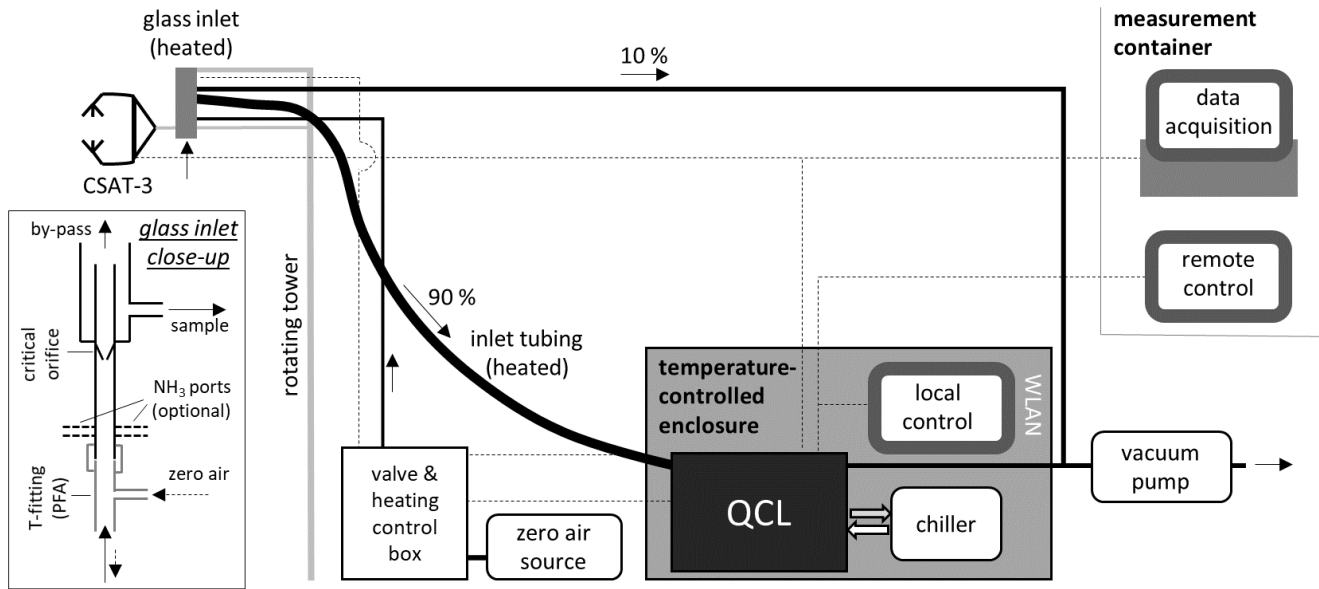 glass inlet
(heated)
10 %
measurement
container
data
acquisition
CSAT-3
by-pass
glass inlet
close-up
sample
critical
orifice
NH₃ ports
(optional)
T-fitting
(PFA)
zero air
rotating tower
90 %
inlet tubing
(heated)
remote
control
temperature-
controlled
enclosure
WLAN
local
control
valve &
heating
control
box
zero air
source
QCL
chiller
vacuum
pump